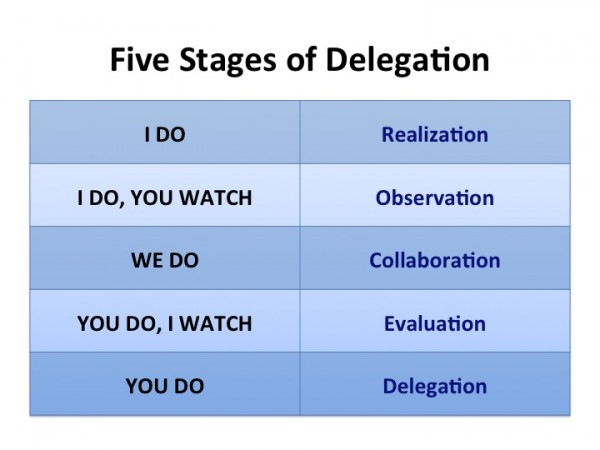 Five Stages of Delegation
I DO Realization
I DO, YOU WATCH Observation
WE DO Collaboration
YOU DO, I WATCH Evaluation
YOU DO Delegation